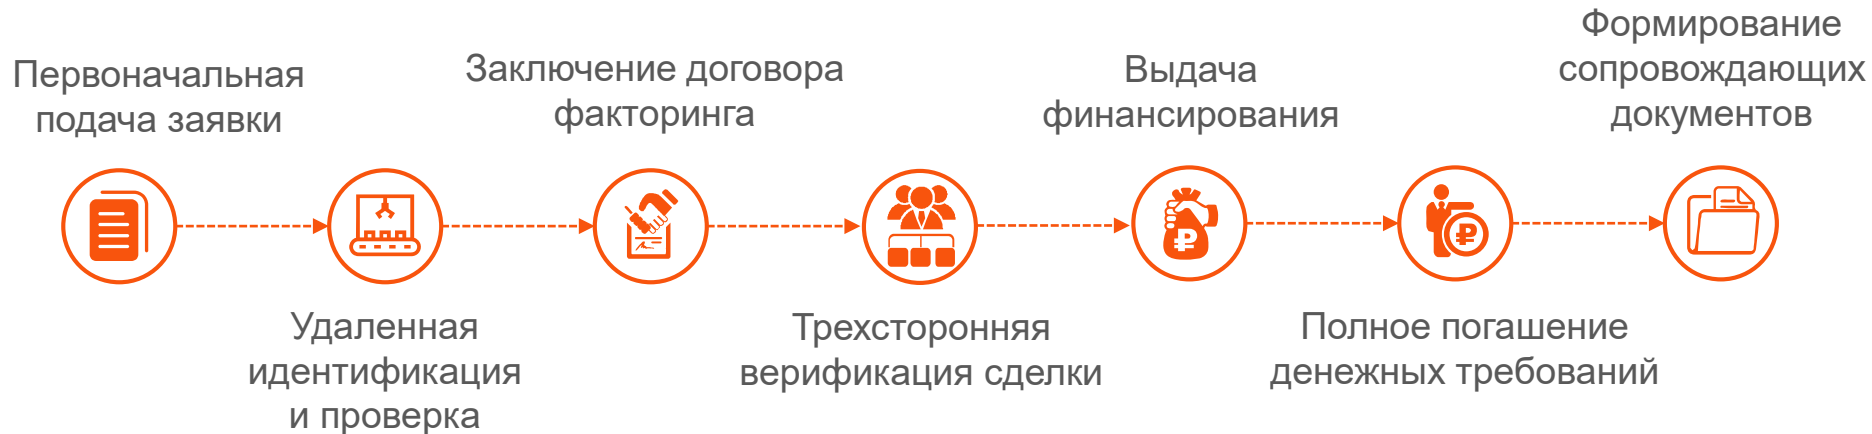 Первоначальная
подача заявки
Удаленная
идентификация
и проверка
Заключение договора
факторинга
Трехсторонняя
верификация сделки
Выдача
финансирования
Полное погашение
денежных требований
Формирование
сопровождающих
документов